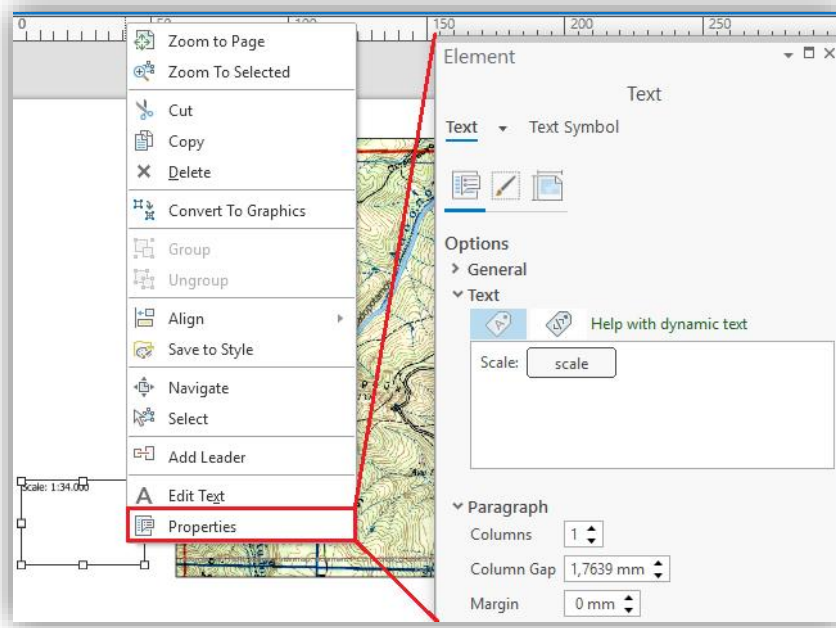 0 50 100 150 200 250
Zoom to Page
Zoom To Selected
Cut
Copy
Delete
Convert To Graphics
Group
Ungroup
Align
Save to Style
Navigate
Select
Add Leader
Edit Text
Properties
Scale: 1:34.000
Element
Text
Text Text Symbol
Options
General
Text
Help with dynamic text
Scale: scale
Paragraph
Columns 1
Column Gap 1,7639 mm
Margin 0 mm